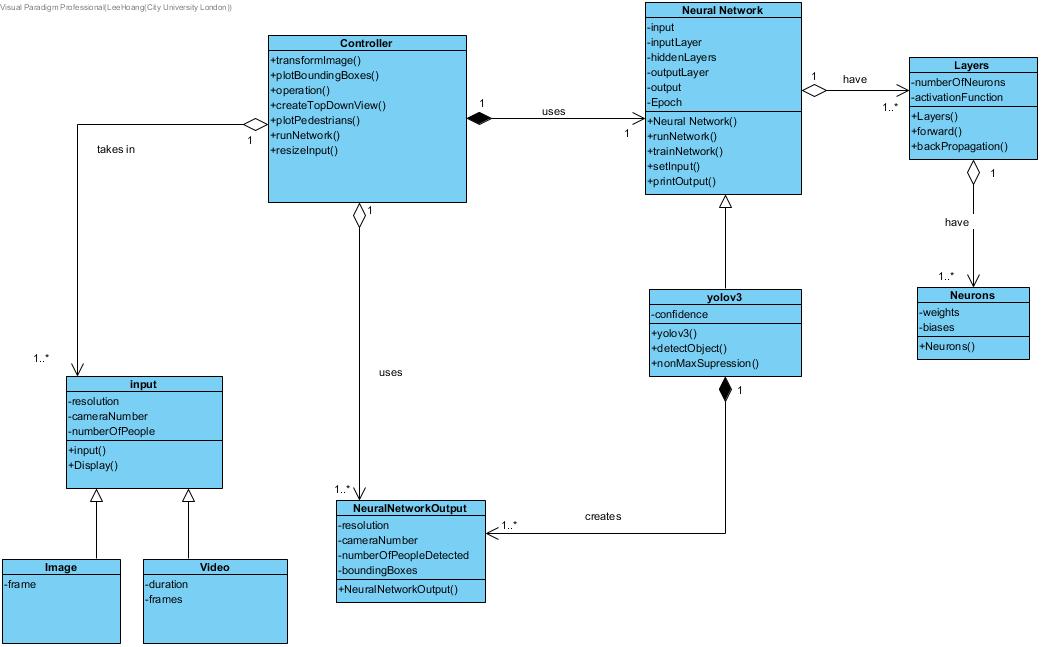 Visual Paradigm Professional(LeeHoang(City University London))
Controller
+transformImage()
+plotBoundingBoxes()
+operation()
+createTopDownView()
+plotPedestrians()
+runNetwork()
+resizeInput()
1
uses
1
Neural Network
-input
-inputLayer
-hiddenLayers
-outputLayer
-output
-Epoch
+Neural Network()
+runNetwork()
+trainNetwork()
+setInput()
+printOutput()
1
have
1..*
Layers
-numberOfNeurons
-activationFunction
+Layers()
+forward()
+backPropagation()
1
have
1..*
Neurons
-weights
-biases
+Neurons()
1
takes in
1..*
input
-resolution
-cameraNumber
-numberOfPeople
+input()
+Display()
Image
-frame
Video
-duration
-frames
1
uses
1..*
NeuralNetworkOutput
-resolution
-cameraNumber
-numberOfPeopleDetected
-boundingBoxes
+NeuralNetworkOutput()
yolov3
-confidence
+yolov3()
+detectObject()
+nonMaxSupression()
1
creates
1..*